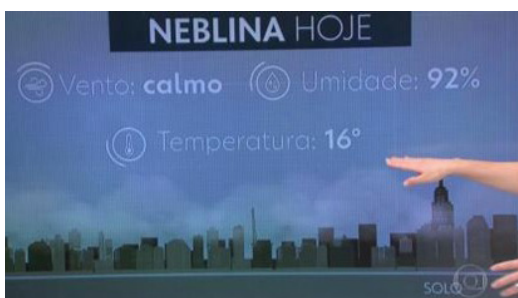 NEBLINA HOJE
Vento: calmo Umidade: 92%
Temperatura: 16°
SOLO